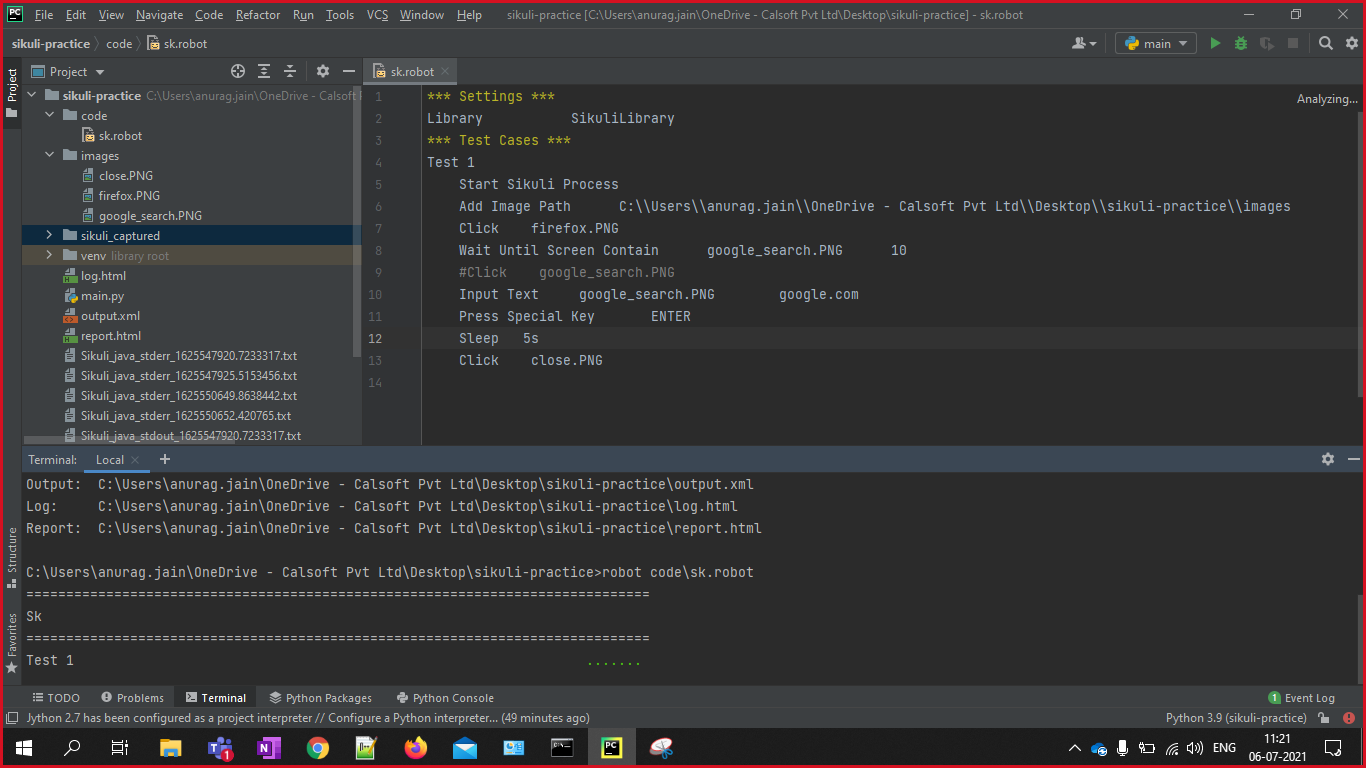 PC File Edit View Navigate Code Refactor Run Tools VCS Window Help sikuli-practice [C:\Users\anurag.jain\OneDrive - Calsoft Pvt Ltd\Desktop\sikuli-practice] - sk.robot
sikuli-practice code sk.robot main
Project
Project
sk.robot
sikuli-practice C:\Users\anurag.jain\OneDrive - Calsoft
code
sk.robot
images
close.PNG
firefox.PNG
google_search.PNG
sikuli_captured
venv library root
log.html
main.py
output.xml
report.html
Sikuli_java_stderr_1625547920.7233317.txt
Sikuli_java_stderr_1625547925.5153456.txt
Sikuli_java_stderr_1625550649.8638442.txt
Sikuli_java_stderr_1625550652.420765.txt
Sikuli_java_stdout_1625547920.7233317.txt
Analyzing...
1 *** Settings ***
2 Library SikuliLibrary
3 *** Test Cases ***
4 Test 1
5 Start Sikuli Process
6 Add Image Path C:\\Users\\anurag.jain\\OneDrive - Calsoft Pvt Ltd\\Desktop\\sikuli-practice\\images
7 Click firefox.PNG
8 Wait Until Screen Contain google_search.PNG 10
9 #Click google_search.PNG
10 Input Text google_search.PNG google.com
11 Press Special Key ENTER
12 Sleep 5s
13 Click close.PNG
14
Terminal: Local
Output: C:\Users\anurag.jain\OneDrive - Calsoft Pvt Ltd\Desktop\sikuli-practice\output.xml
Log: C:\Users\anurag.jain\OneDrive - Calsoft Pvt Ltd\Desktop\sikuli-practice\log.html
Report: C:\Users\anurag.jain\OneDrive - Calsoft Pvt Ltd\Desktop\sikuli-practice\report.html
C:\Users\anurag.jain\OneDrive - Calsoft Pvt Ltd\Desktop\sikuli-practice>robot code\sk.robot
==============================================================================
Sk
==============================================================================
Test 1 .......
Structure
Favorites
TODO Problems Terminal Python Packages Python Console 1 Event Log
Jython 2.7 has been configured as a project interpreter // Configure a Python interpreter... (49 minutes ago) Python 3.9 (sikuli-practice)
1 PC ENG 11:21
06-07-2021